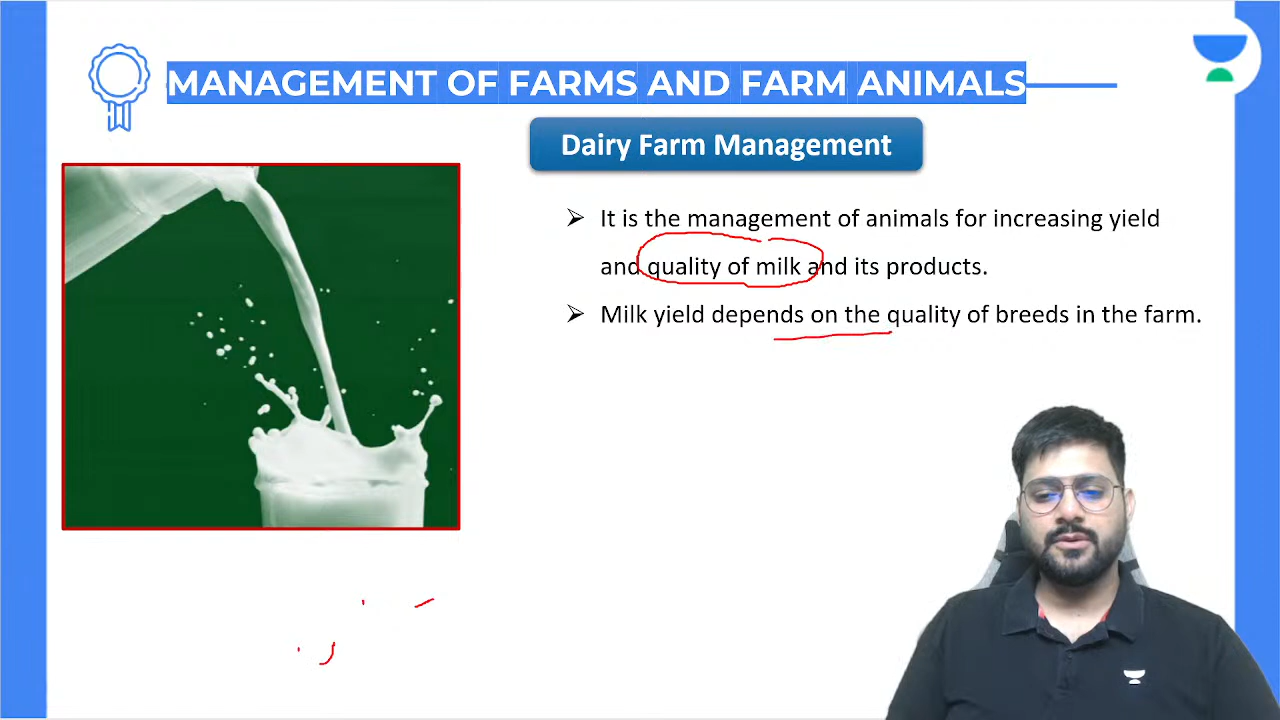 MANAGEMENT OF FARMS AND FARM ANIMALS
Dairy Farm Management
➢ It is the management of animals for increasing yield
and quality of milk and its products.
➢ Milk yield depends on the quality of breeds in the farm.